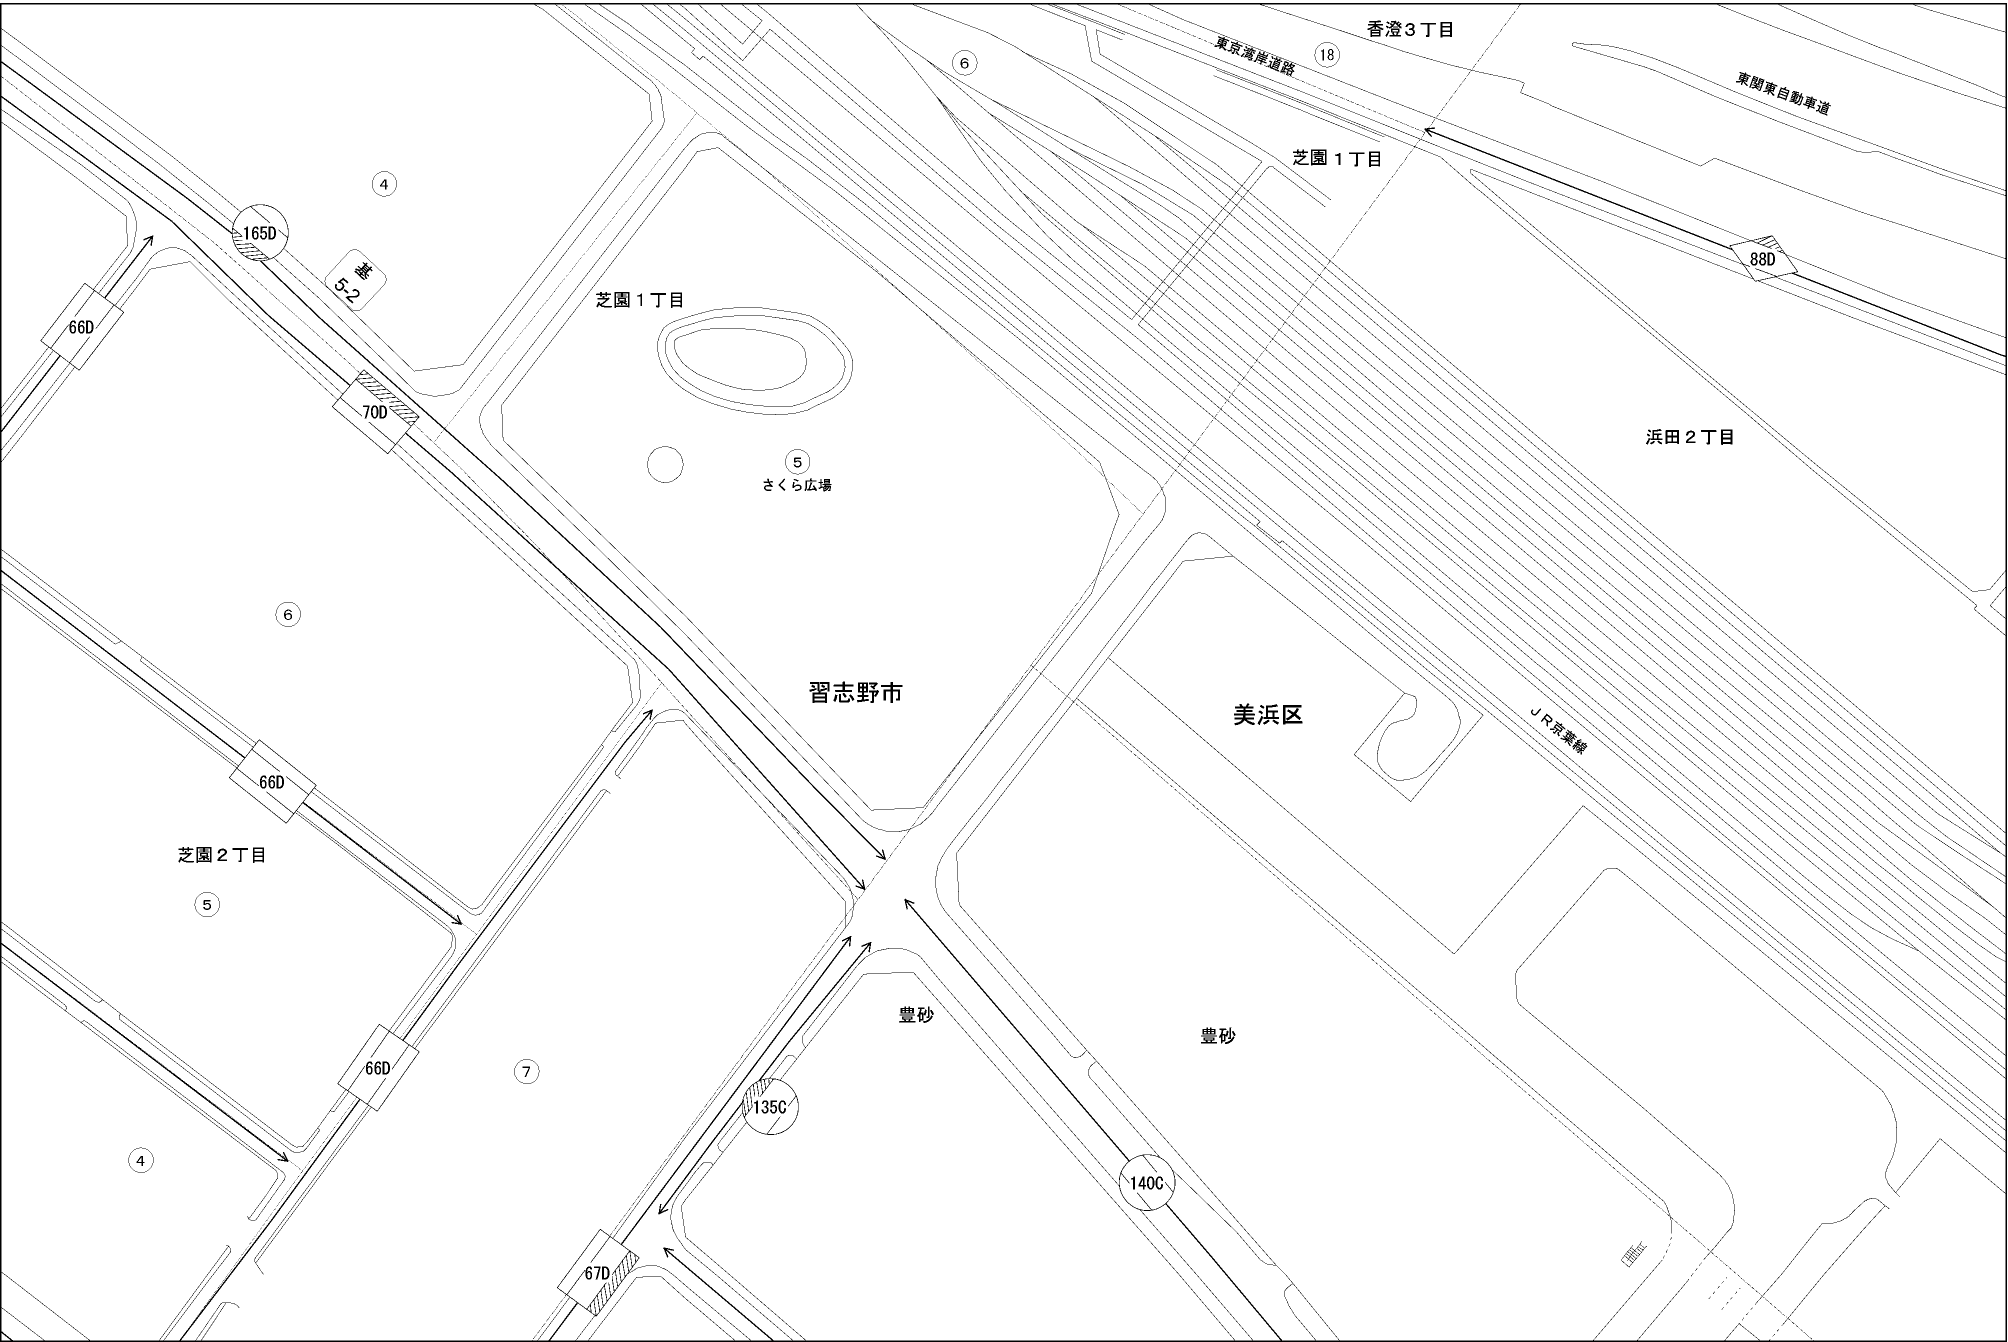 香澄３丁目
東京湾岸道路
18
6
東関東自動車道
芝園１丁目
4
165D
基
5-2
88D
芝園１丁目
66D
70D
浜田２丁目
5
さくら広場
6
習志野市
美浜区
ＪＲ京葉線
66D
芝園２丁目
5
豊砂
豊砂
66D
7
135C
4
140C
67D